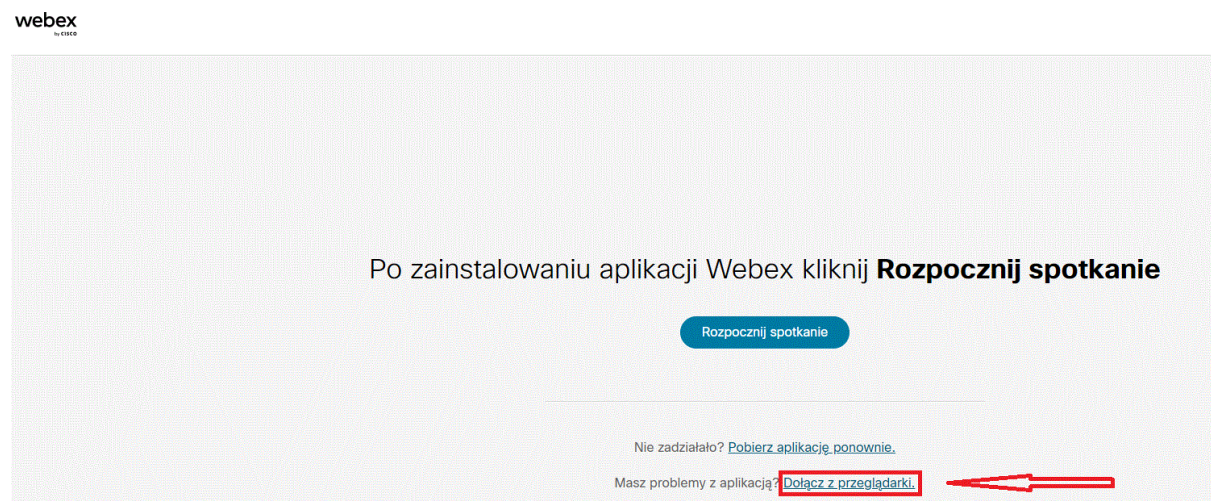 webex
by CISCO
Po zainstalowaniu aplikacji Webex kliknij Rozpocznij spotkanie
Rozpocznij spotkanie
Nie zadziałało? Pobierz aplikację ponownie.
Masz problemy z aplikacją? Dołącz z przeglądarki.